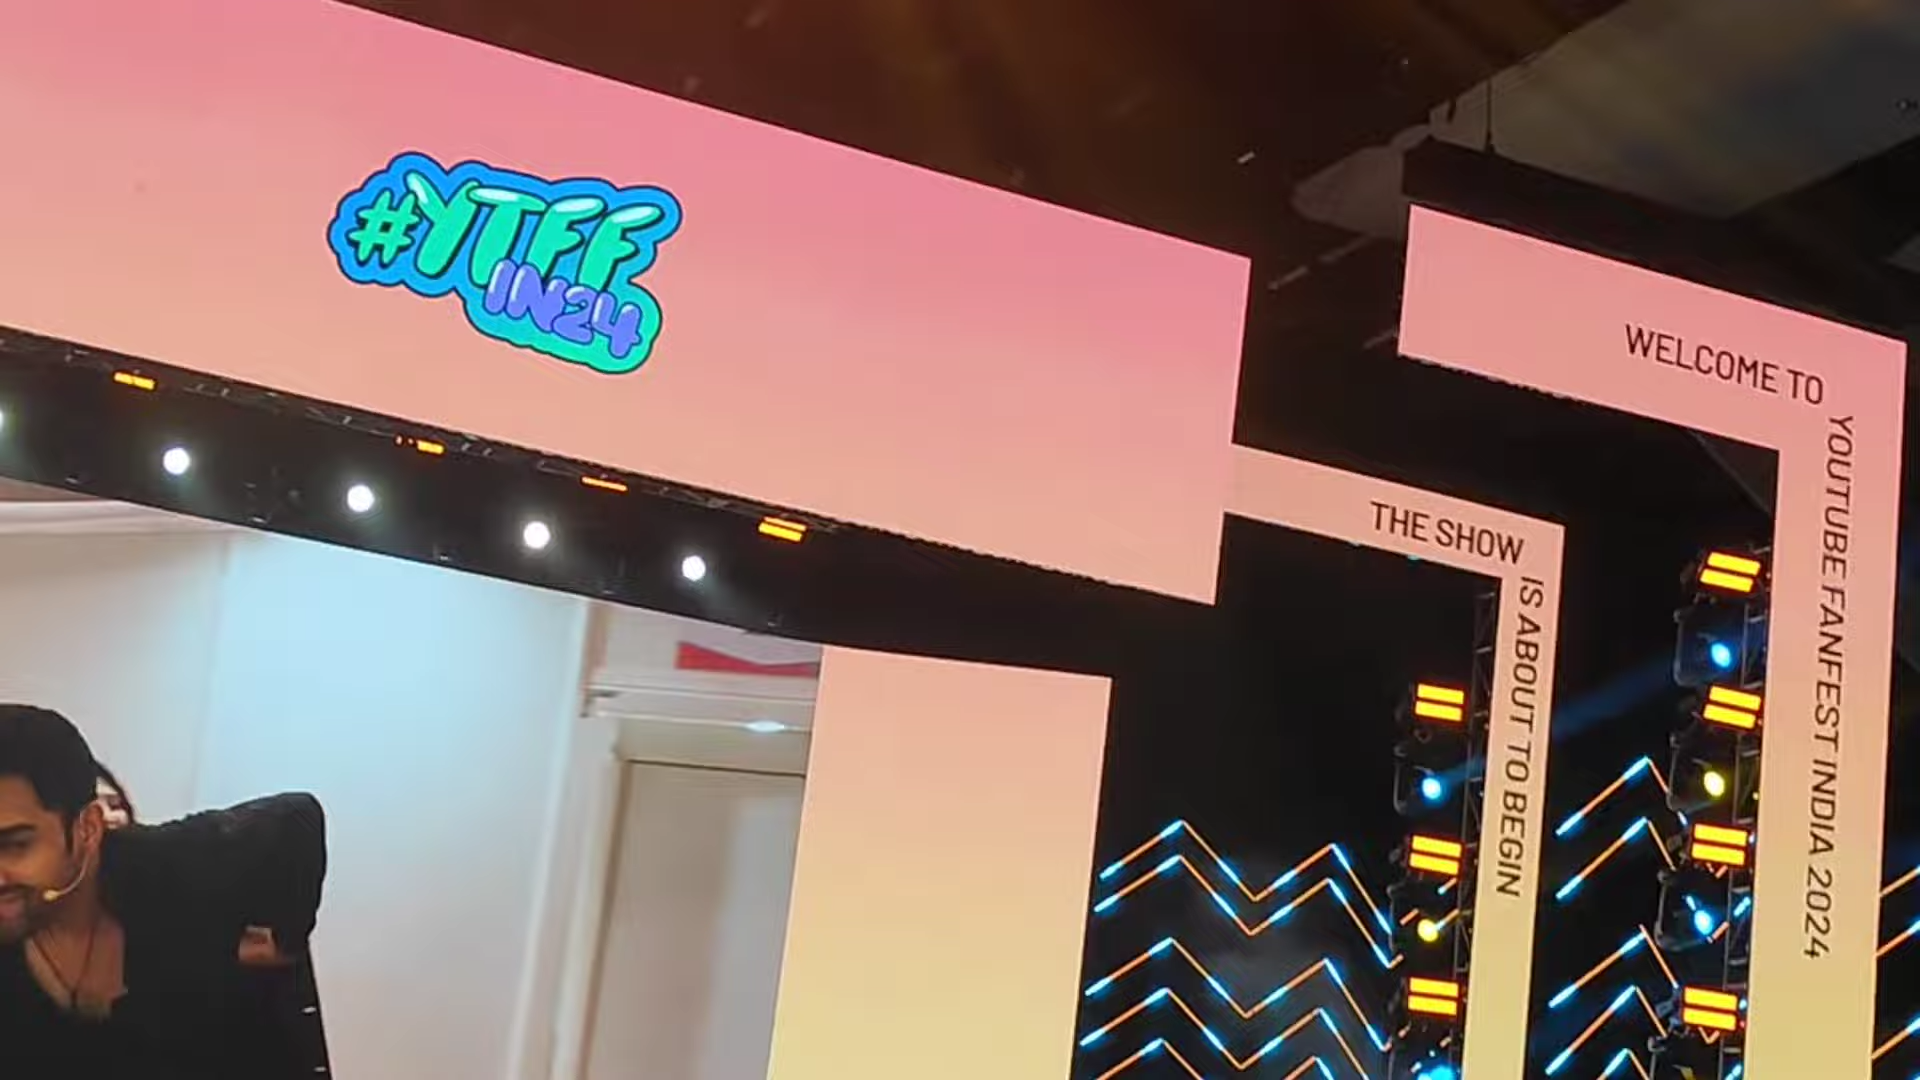 #YTFF
IN24
WELCOME TO
YOUTUBE FANFEST INDIA 2024
THE SHOW
IS ABOUT TO BEGIN